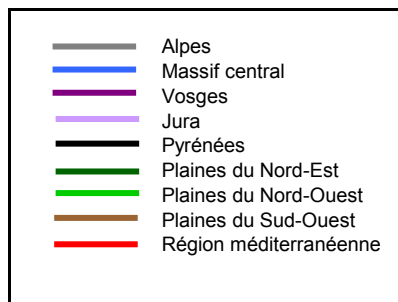 Alpes
Massif central
Vosges
Jura
Pyrénées
Plaines du Nord-Est
Plaines du Nord-Ouest
Plaines du Sud-Ouest
Région méditerranéenne